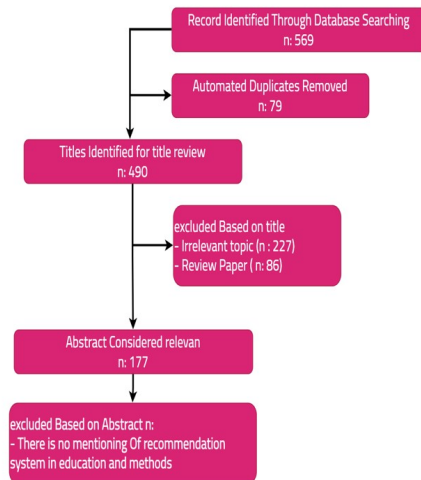 Record Identified Through Database Searching
n: 569
Automated Duplicates Removed
n: 79
Titles Identified for title review
n: 490
excluded Based on title
- Irrelevant topic (n : 227)
- Review Paper ( n: 86)
Abstract Considered relevan
n: 177
excluded Based on Abstract n:
- There is no mentioning Of recommendation
system in education and methods